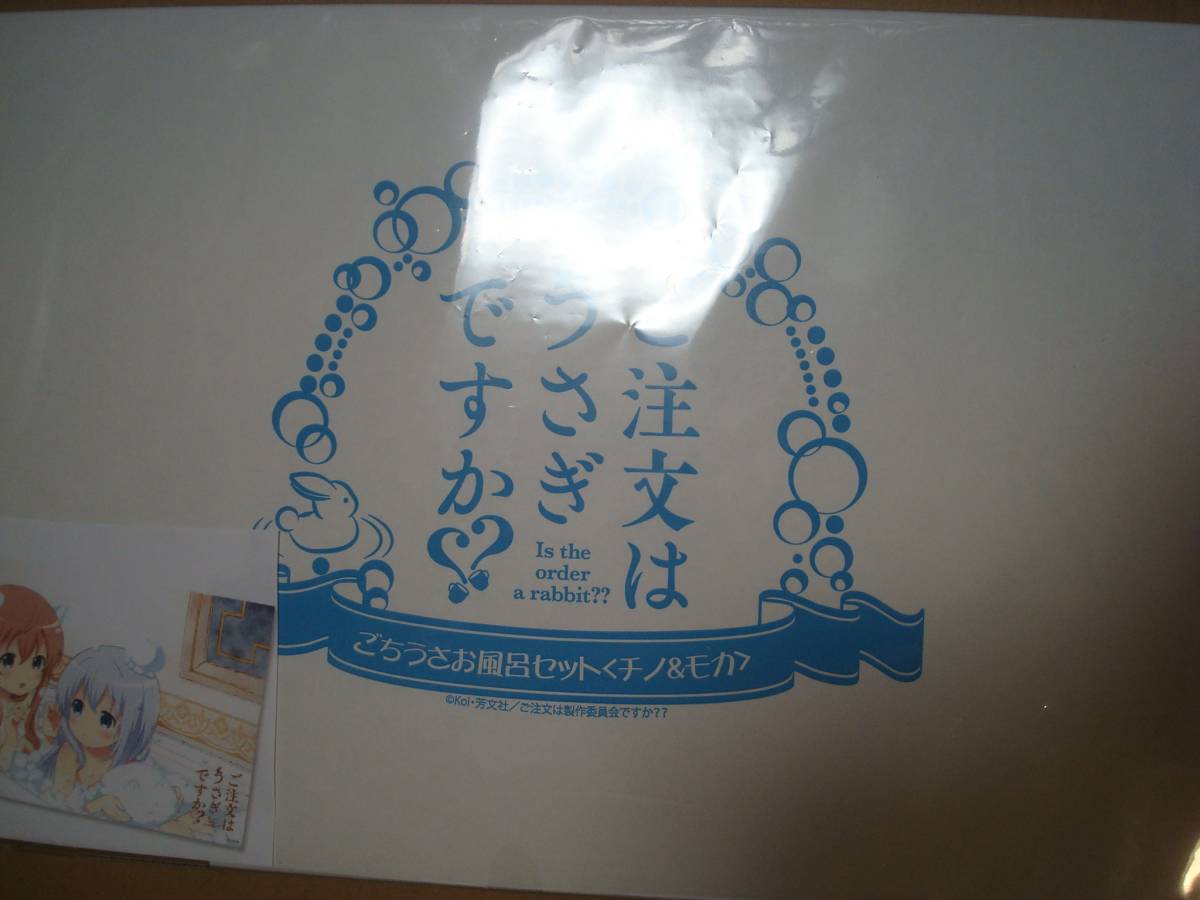 ご注文は
うさぎ
ですか??
Is the
order
a rabbit??
ごちうさお風呂セット<チノ&モカ>
©Koi・芳文社／ご注文は製作委員会ですか??
ご注文は
うさぎ
ですか?